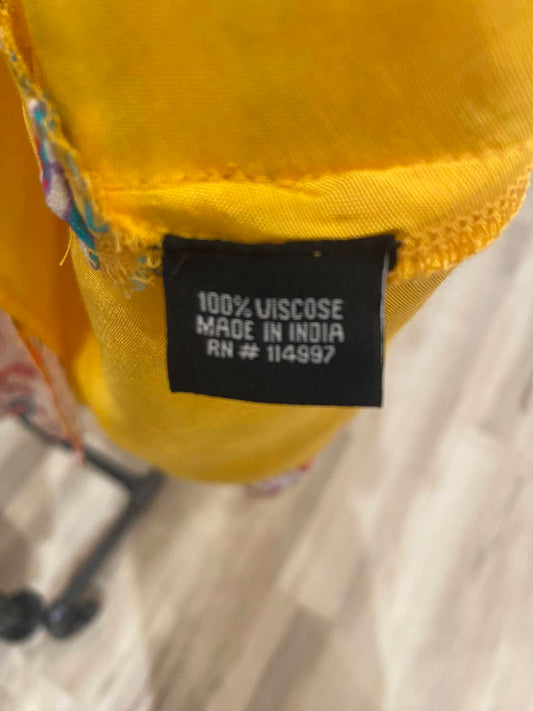 100% VISCOSE
MADE IN INDIA
RN # 114997